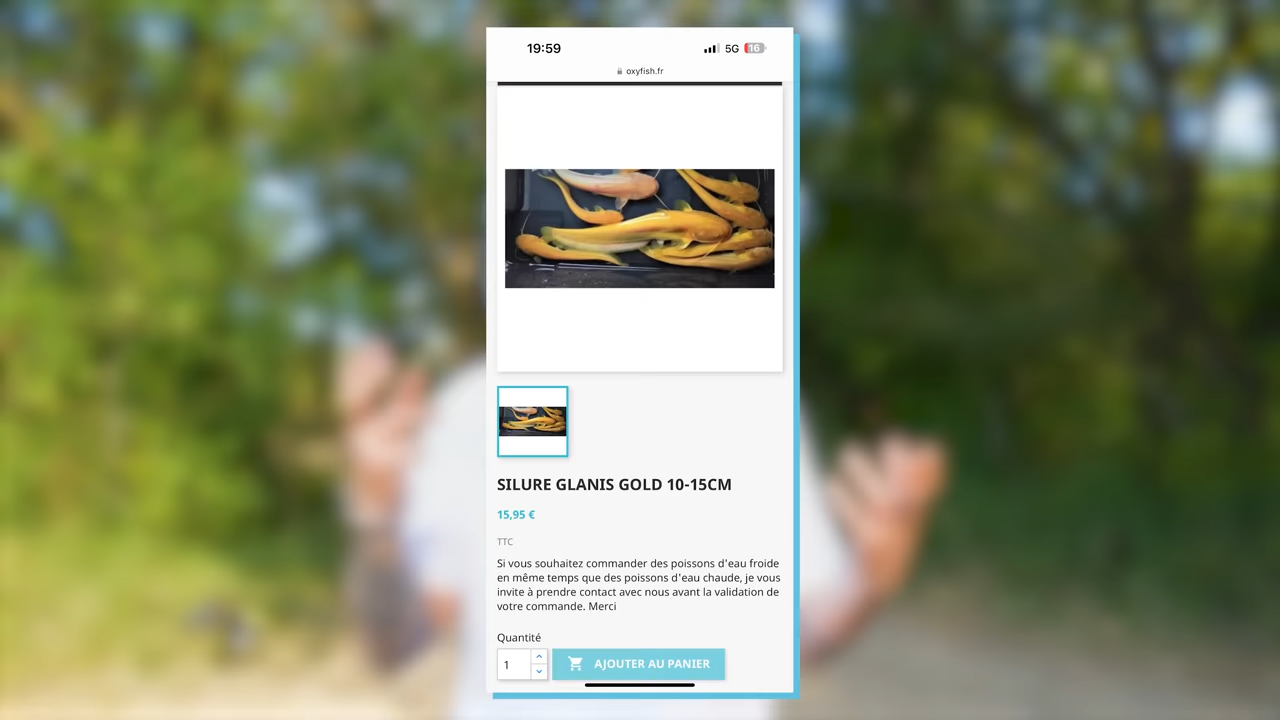 19:59
5G 16
oxyfish.fr
SILURE GLANIS GOLD 10-15CM
15,95 €
TTC
Si vous souhaitez commander des poissons d'eau froide
en même temps que des poissons d'eau chaude, je vous
invite à prendre contact avec nous avant la validation de
votre commande. Merci
Quantité
1
AJOUTER AU PANIER